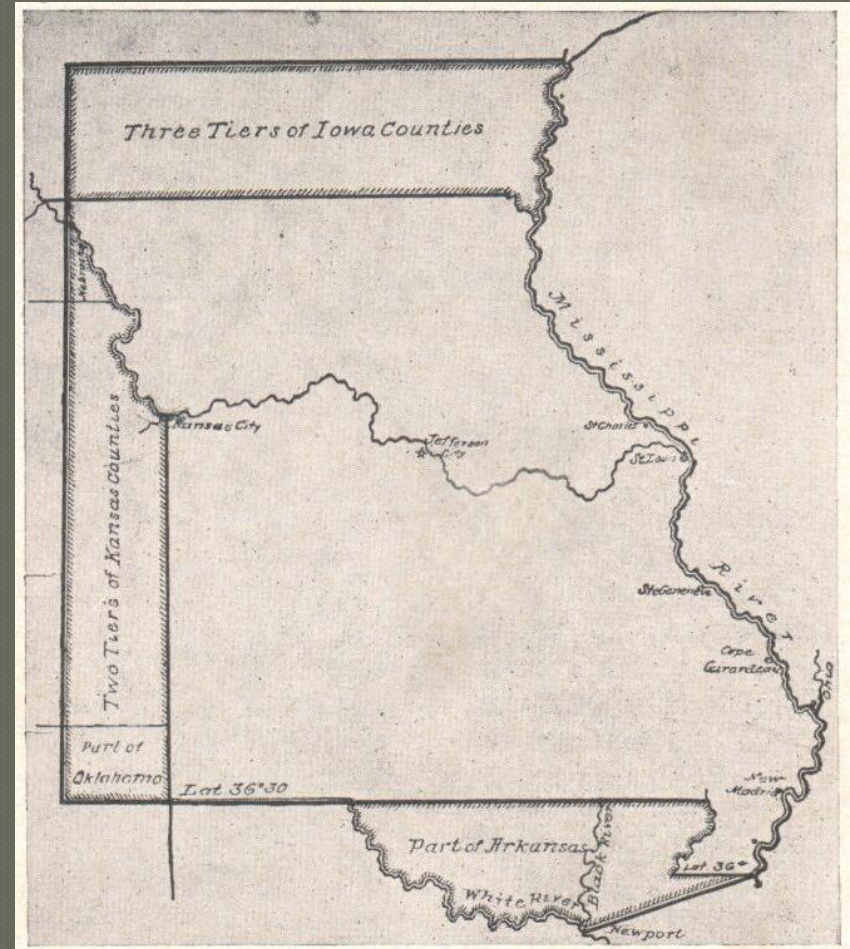 Three Tiers of Iowa Counties
Nebraska
Mississippi
Kansas City
Jefferson
City
St Charles
St Louis
Two Tiers of Kansas Counties
River
Ste Genevieve
Cape
Girardeau
Ohio
Part of
Oklahoma
Lat 36°30
New
Madrid
Part of Arkansas
Black River
Lat 36°
White River
Newport